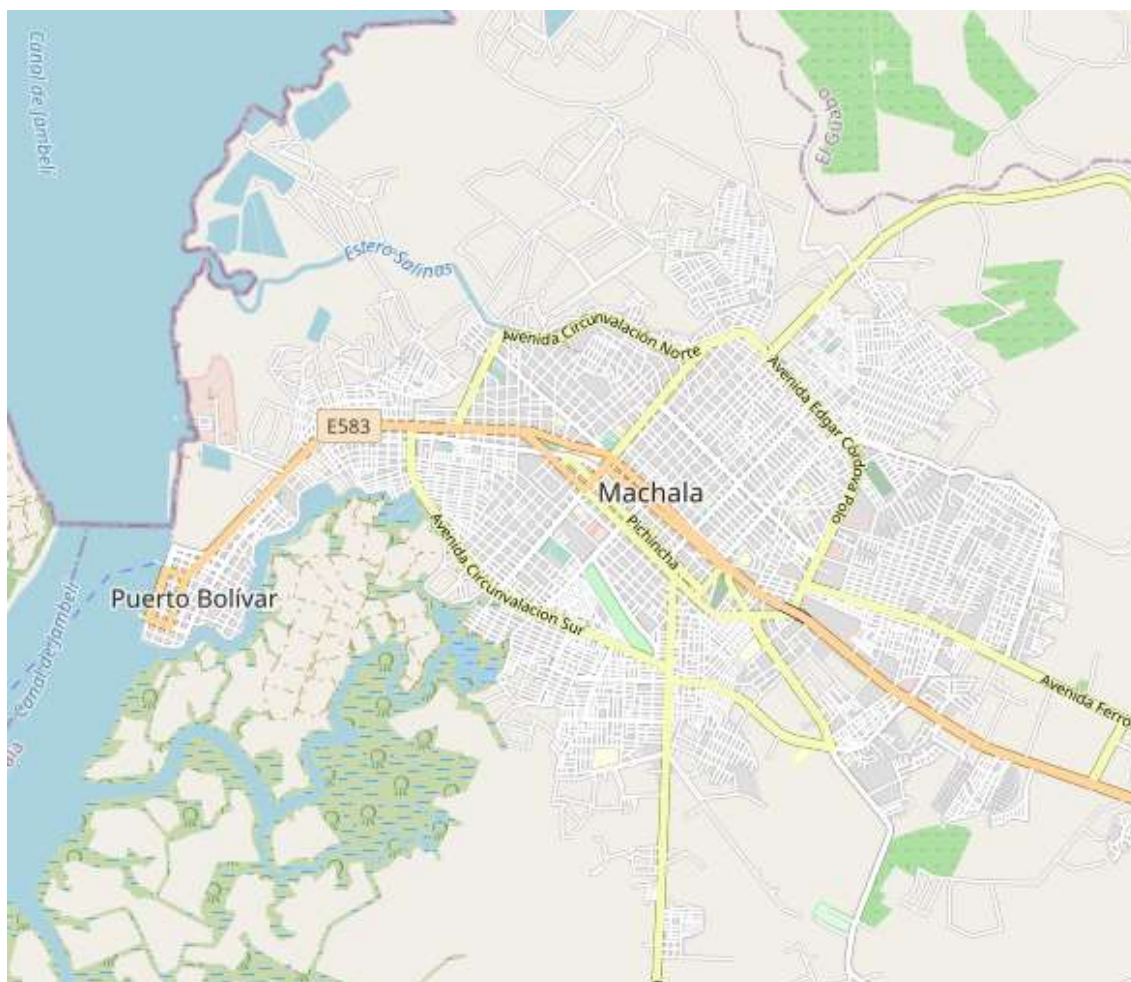 Canal de Jambelí
El Guabo
Estero Salinas
Avenida Circunvalación Norte
Avenida Edgar Córdova Polo
E583
Machala
Pichincha
Avenida Circunvalacion Sur
Puerto Bolívar
Canal de Jambelí
Avenida Ferro
ala